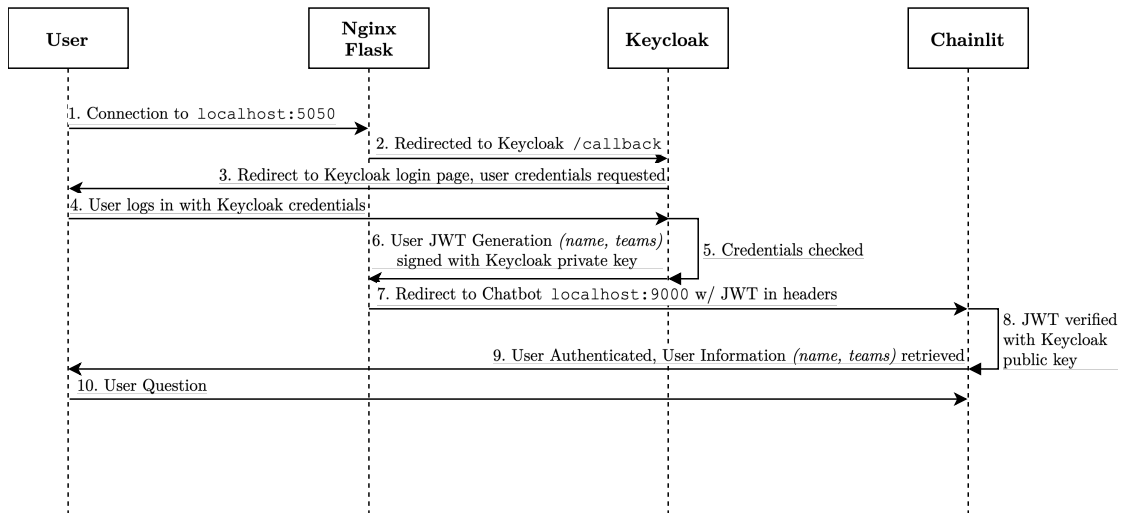 User
Nginx
Flask
Keycloak
Chainlit
1. Connection to localhost:5050
2. Redirected to Keycloak /callback
3. Redirect to Keycloak login page, user credentials requested
4. User logs in with Keycloak credentials
5. Credentials checked
6. User JWT Generation (name, teams)
signed with Keycloak private key
7. Redirect to Chatbot localhost:9000 w/ JWT in headers
8. JWT verified
with Keycloak
public key
9. User Authenticated, User Information (name, teams) retrieved
10. User Question